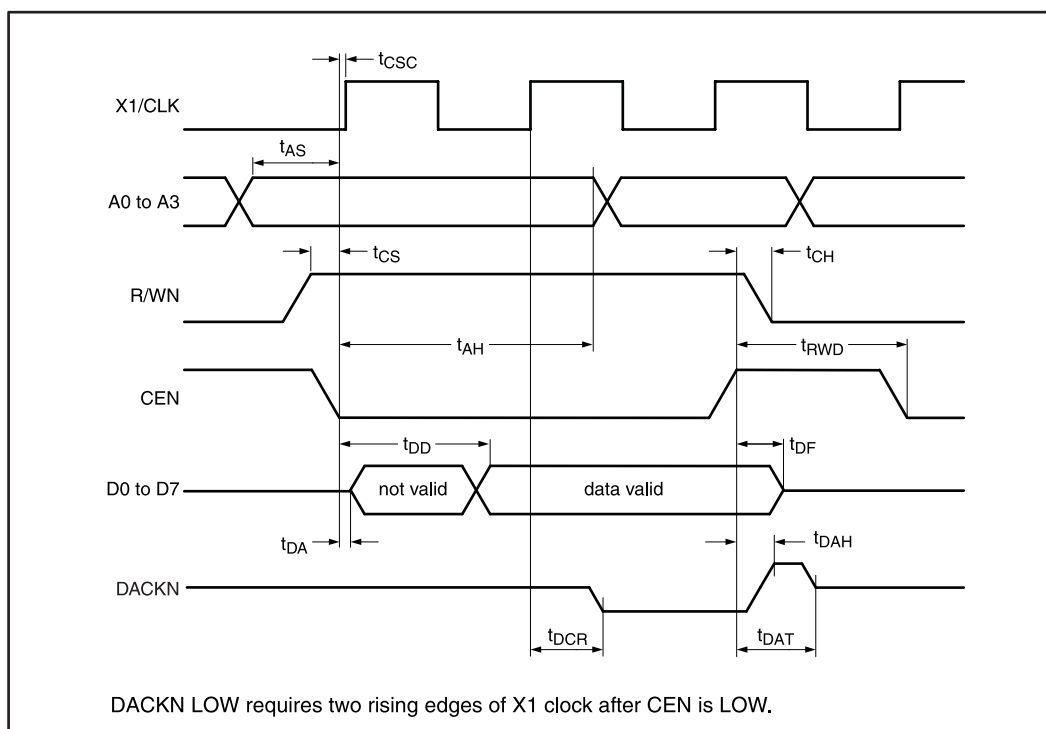 tCSC
X1/CLK
tAS
A0 to A3
tCS
tCH
R/WN
tAH
tRWD
CEN
tDD
tDF
D0 to D7
not valid
data valid
tDA
tDAH
DACKN
tDCR
tDAT
DACKN LOW requires two rising edges of X1 clock after CEN is LOW.